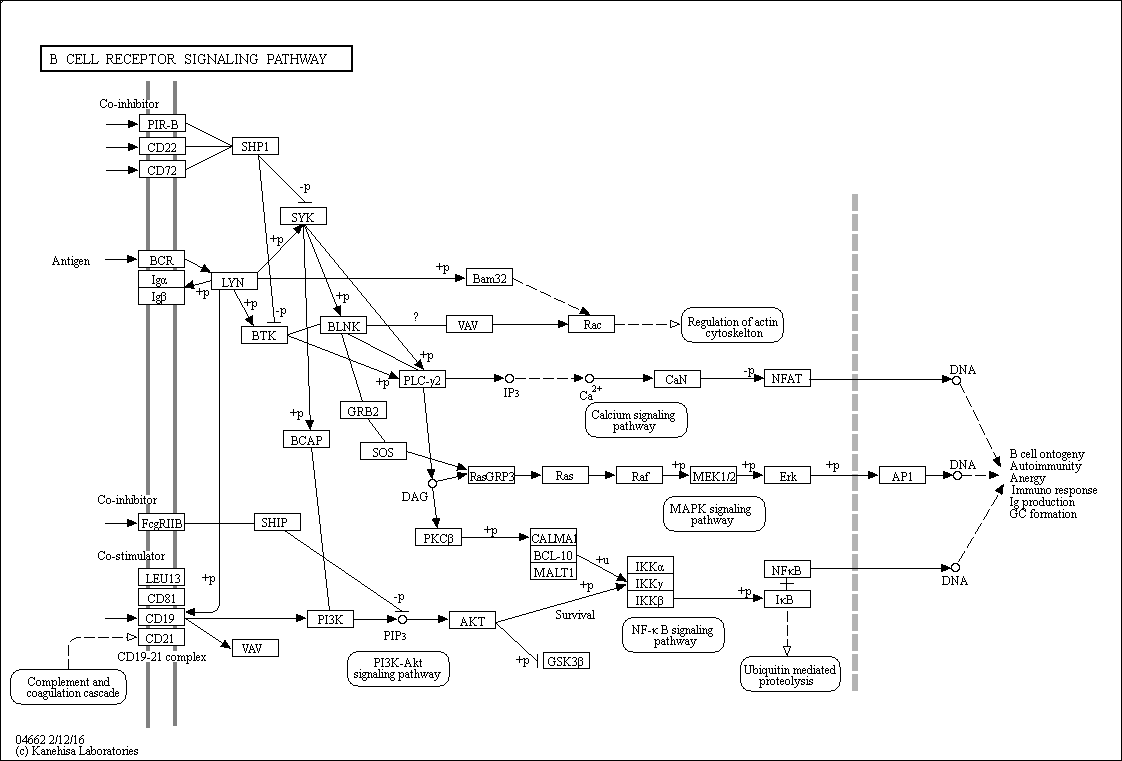 B CELL RECEPTOR SIGNALING PATHWAY
Co-inhibitor
PIR-B
CD22
CD72
SHP1
-p
SYK
+p
Antigen
BCR
Igα
Igβ
+p
LYN
+p
Bam32
+p
-p
+p
BTK
BLNK
?
VAV
Rac
Regulation of actin
cytoskelton
+p
+p
PLC-γ2
IP3
Ca2+
CaN
-p
NFAT
DNA
Calcium signaling
pathway
GRB2
+p
BCAP
SOS
DAG
RasGRP3
Ras
Raf
+p
MEK1/2
+p
Erk
+p
AP1
DNA
MAPK signaling
pathway
B cell ontogeny
Autoimmunity
Anergy
Immuno response
Ig production
GC formation
Co-inhibitor
FcgRIIB
SHIP
PKCβ
+p
CALMA1
BCL-10
MALT1
+u
+p
IKKα
IKKγ
IKKβ
+p
NFκB
IκB
DNA
Co-stimulator
LEU13
CD81
CD19
CD21
CD19-21 complex
+p
VAV
PI3K
-p
PIP3
AKT
Survival
+p
GSK3β
PI3K-Akt
signaling pathway
NF-κ B signaling
pathway
Ubiquitin mediated
proteolysis
Complement and
coagulation cascade
04662 2/12/16
(c) Kanehisa Laboratories